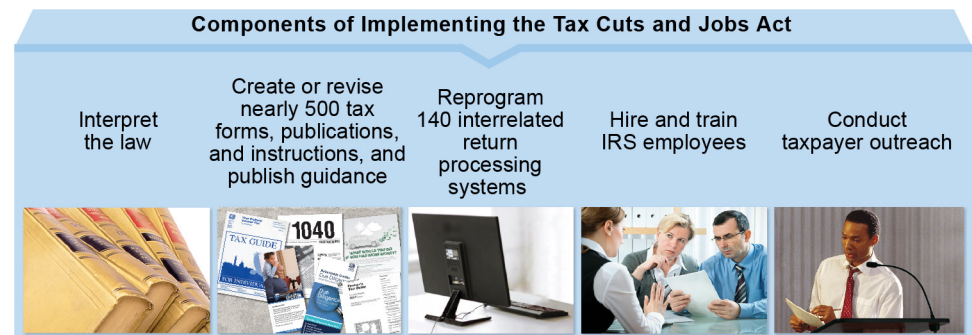 Components of Implementing the Tax Cuts and Jobs Act
Interpret
the law
Create or revise
nearly 500 tax
forms, publications,
and instructions, and
publish guidance
Reprogram
140 interrelated
return
processing
systems
Hire and train
IRS employees
Conduct
taxpayer outreach
TAX GUIDE
FOR INDIVIDUALS
1040